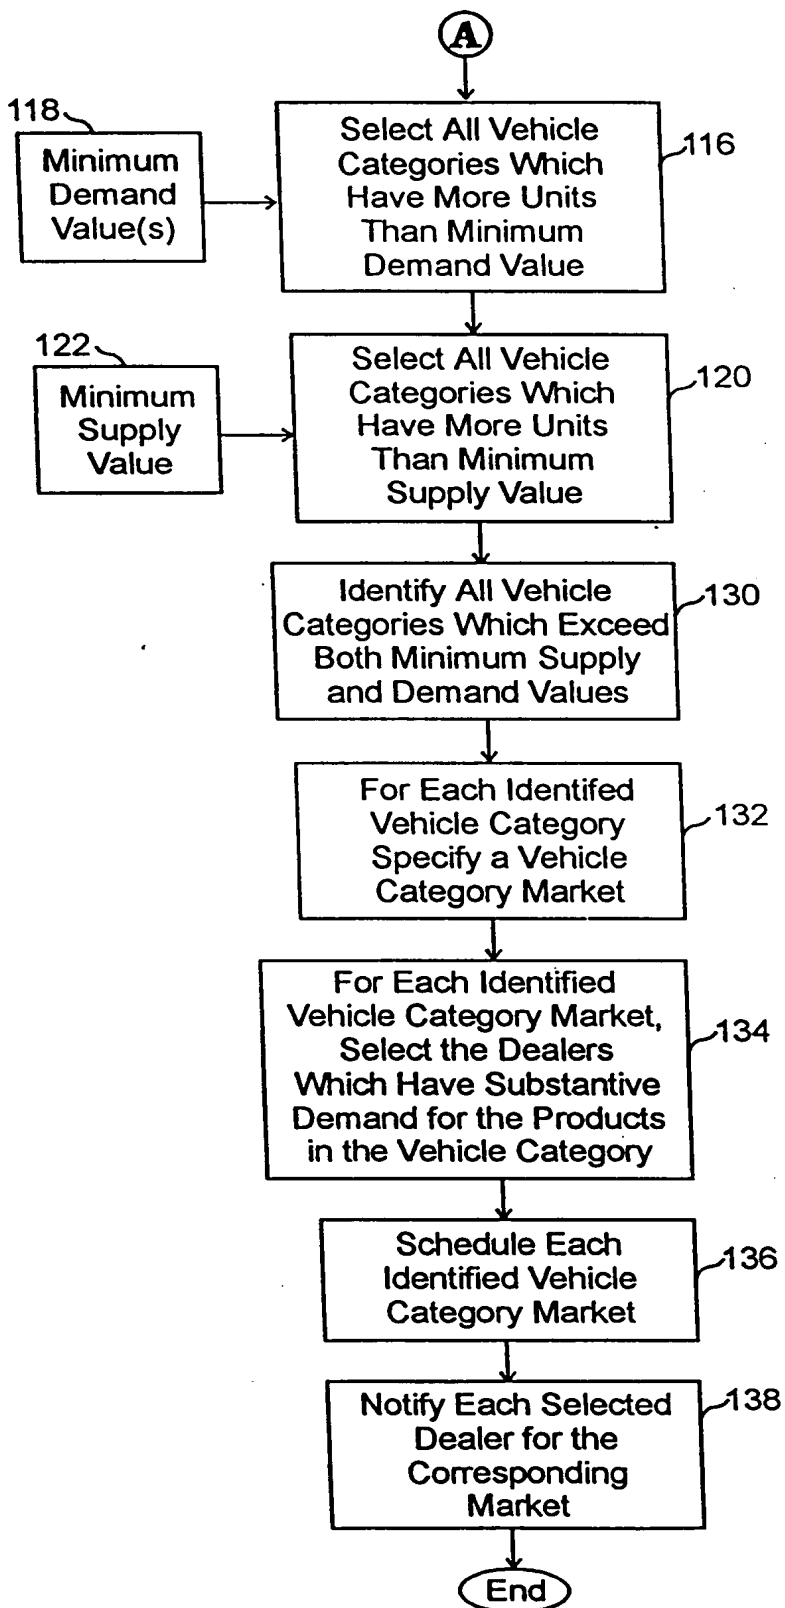 A
118
Minimum
Demand
Value(s)
Select All Vehicle
Categories Which
Have More Units
Than Minimum
Demand Value
116
122
Minimum
Supply
Value
Select All Vehicle
Categories Which
Have More Units
Than Minimum
Supply Value
120
Identify All Vehicle
Categories Which Exceed
Both Minimum Supply
and Demand Values
130
For Each Identifed
Vehicle Category
Specify a Vehicle
Category Market
132
For Each Identified
Vehicle Category Market,
Select the Dealers
Which Have Substantive
Demand for the Products
in the Vehicle Category
134
Schedule Each
Identified Vehicle
Category Market
136
Notify Each Selected
Dealer for the
Corresponding
Market
138
End